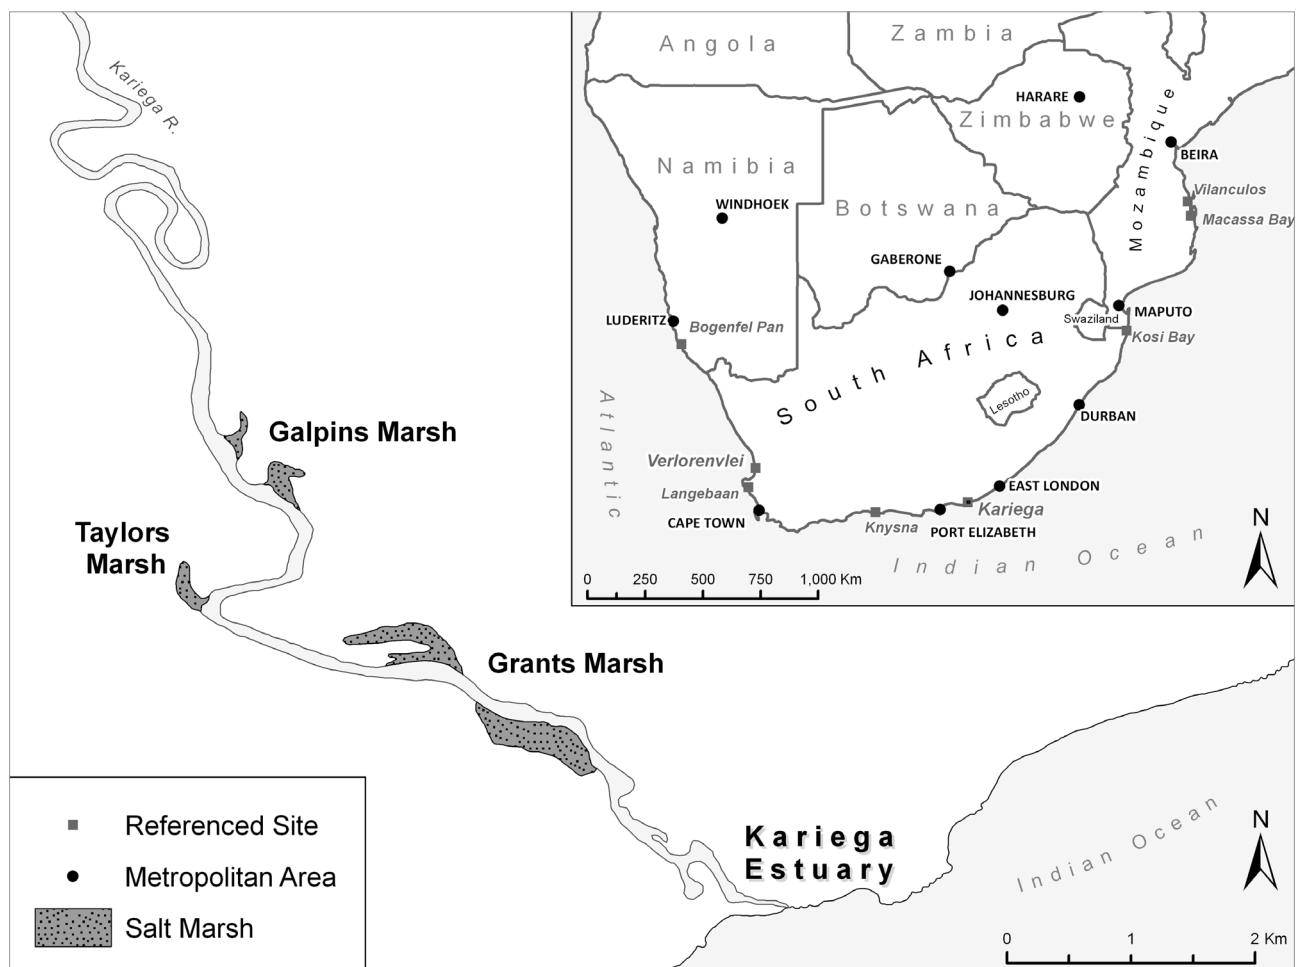 Kariega R.
Angola
Zambia
HARARE
Zimbabwe
Mozambique
BEIRA
Namibia
Vilanculos
WINDHOEK
Botswana
Macassa Bay
GABERONE
JOHANNESBURG
LUDERITZ
Bogenfel Pan
Swaziland
MAPUTO
Kosi Bay
South Africa
Lesotho
DURBAN
Atlantic
Verlorenvlei
Langebaan
EAST LONDON
Kariega
CAPE TOWN
Knysna
PORT ELIZABETH
Indian Ocean
N
0 250 500 750 1,000 Km
Galpins Marsh
Taylors
Marsh
Grants Marsh
Kariega
Estuary
Indian Ocean
N
0 1 2 Km
Referenced Site
Metropolitan Area
Salt Marsh